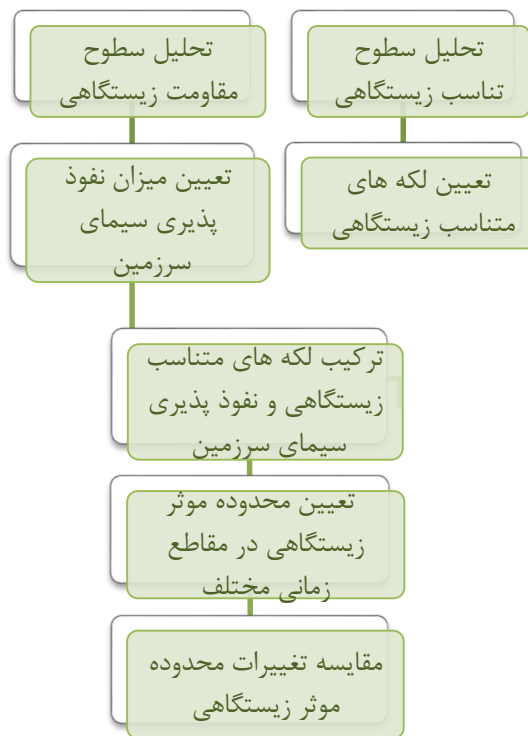 تحلیل سطوح
تناسب زیستگاهی
تعیین لکه های
متناسب زیستگاهی
تحلیل سطوح
مقاومت زیستگاهی
تعیین میزان نفوذ
پذیری سیمای
سرزمین
ترکیب لکه های متناسب
زیستگاهی و نفوذ پذیری
سیمای سرزمین
تعیین محدوده موثر
زیستگاهی در مقاطع
زمانی مختلف
مقایسه تغییرات محدوده
موثر زیستگاهی